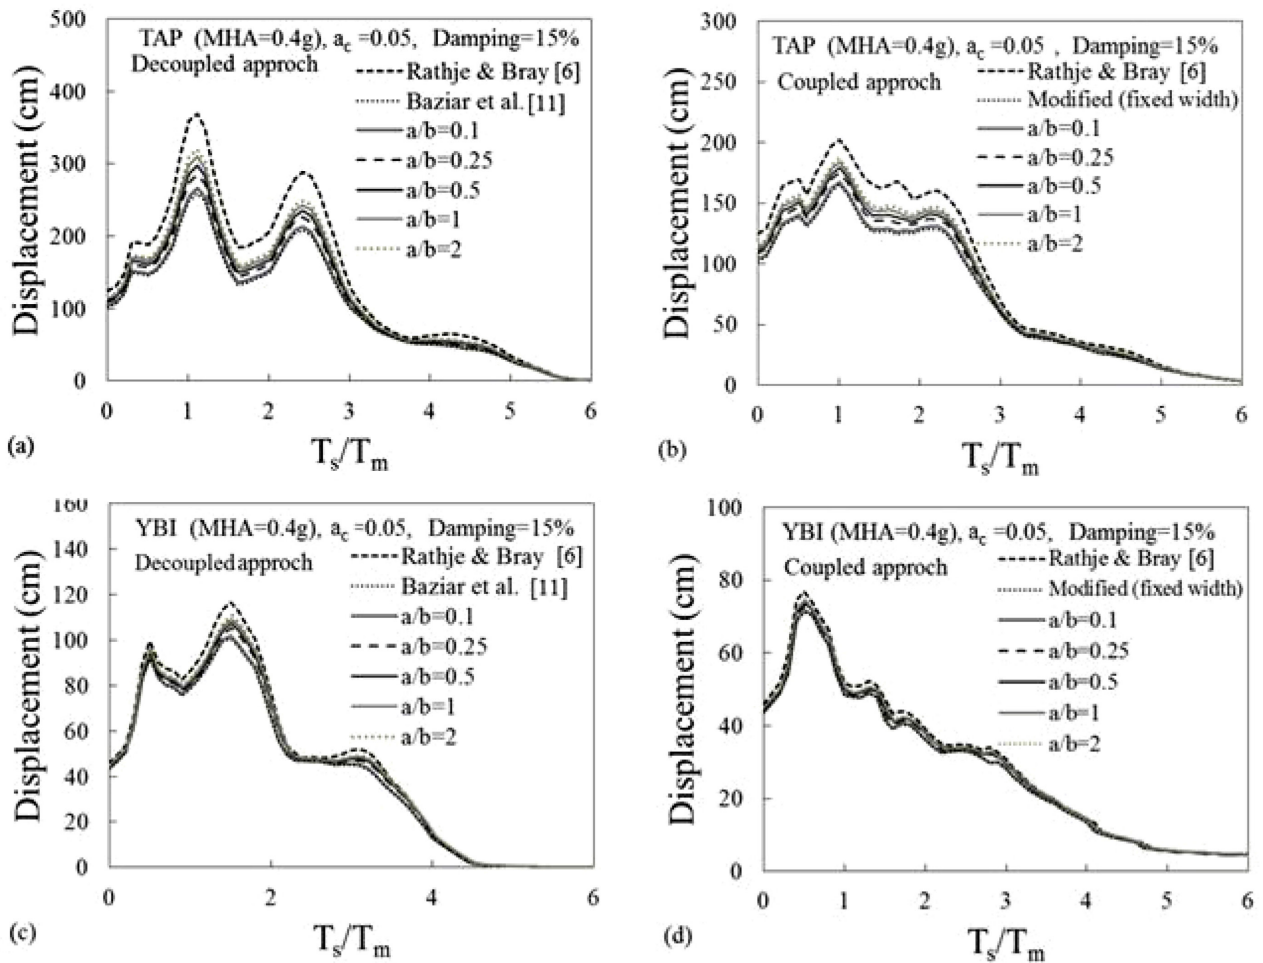 TAP (MHA=0.4g), ac =0.05, Damping=15%
Decoupled approch
Rathje & Bray [6]
Baziar et al. [11]
a/b=0.1
a/b=0.25
a/b=0.5
a/b=1
a/b=2
Displacement (cm)
500
400
300
200
100
0
0 1 2 3 4 5 6
Ts/Tm
(a)
TAP (MHA=0.4g), ac =0.05 , Damping=15%
Coupled approch
Rathje & Bray [6]
Modified (fixed width)
a/b=0.1
a/b=0.25
a/b=0.5
a/b=1
a/b=2
Displacement (cm)
300
250
200
150
100
50
0
0 1 2 3 4 5 6
Ts/Tm
(b)
YBI (MHA=0.4g), ac =0.05, Damping=15%
Decoupled approch
Rathje & Bray [6]
Baziar et al. [11]
a/b=0.1
a/b=0.25
a/b=0.5
a/b=1
a/b=2
Displacement (cm)
160
140
120
100
80
60
40
20
0
0 2 4 6
Ts/Tm
(c)
YBI (MHA=0.4g), ac =0.05, Damping=15%
Coupled approch
Rathje & Bray [6]
Modified (fixed width)
a/b=0.1
a/b=0.25
a/b=0.5
a/b=1
a/b=2
Displacement (cm)
100
80
60
40
20
0
0 1 2 3 4 5 6
Ts/Tm
(d)